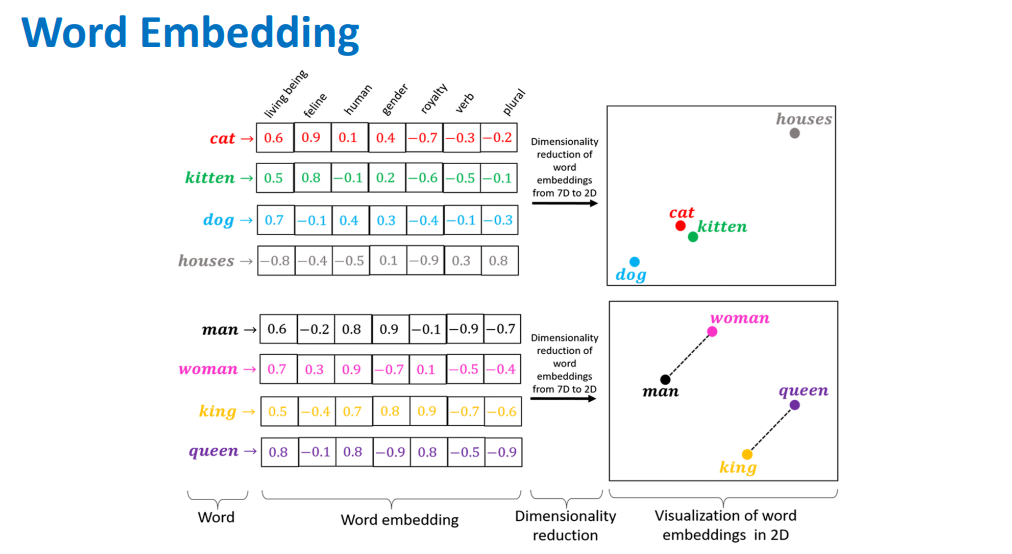 Word Embedding
living being feline human gender royalty verb plural
cat → 0.6 0.9 0.1 0.4 −0.7 −0.3 −0.2
kitten → 0.5 0.8 −0.1 0.2 −0.6 −0.5 −0.1
dog → 0.7 −0.1 0.4 0.3 −0.4 −0.1 −0.3
houses → −0.8 −0.4 −0.5 0.1 −0.9 0.3 0.8
Dimensionality
reduction of
word
embeddings
from 7D to 2D
houses
cat
kitten
dog
man → 0.6 −0.2 0.8 0.9 −0.1 −0.9 −0.7
woman → 0.7 0.3 0.9 −0.7 0.1 −0.5 −0.4
king → 0.5 −0.4 0.7 0.8 0.9 −0.7 −0.6
queen → 0.8 −0.1 0.8 −0.9 0.8 −0.5 −0.9
Dimensionality
reduction of
word
embeddings
from 7D to 2D
woman
man
queen
king
Word
Word embedding
Dimensionality
reduction
Visualization of word
embeddings in 2D